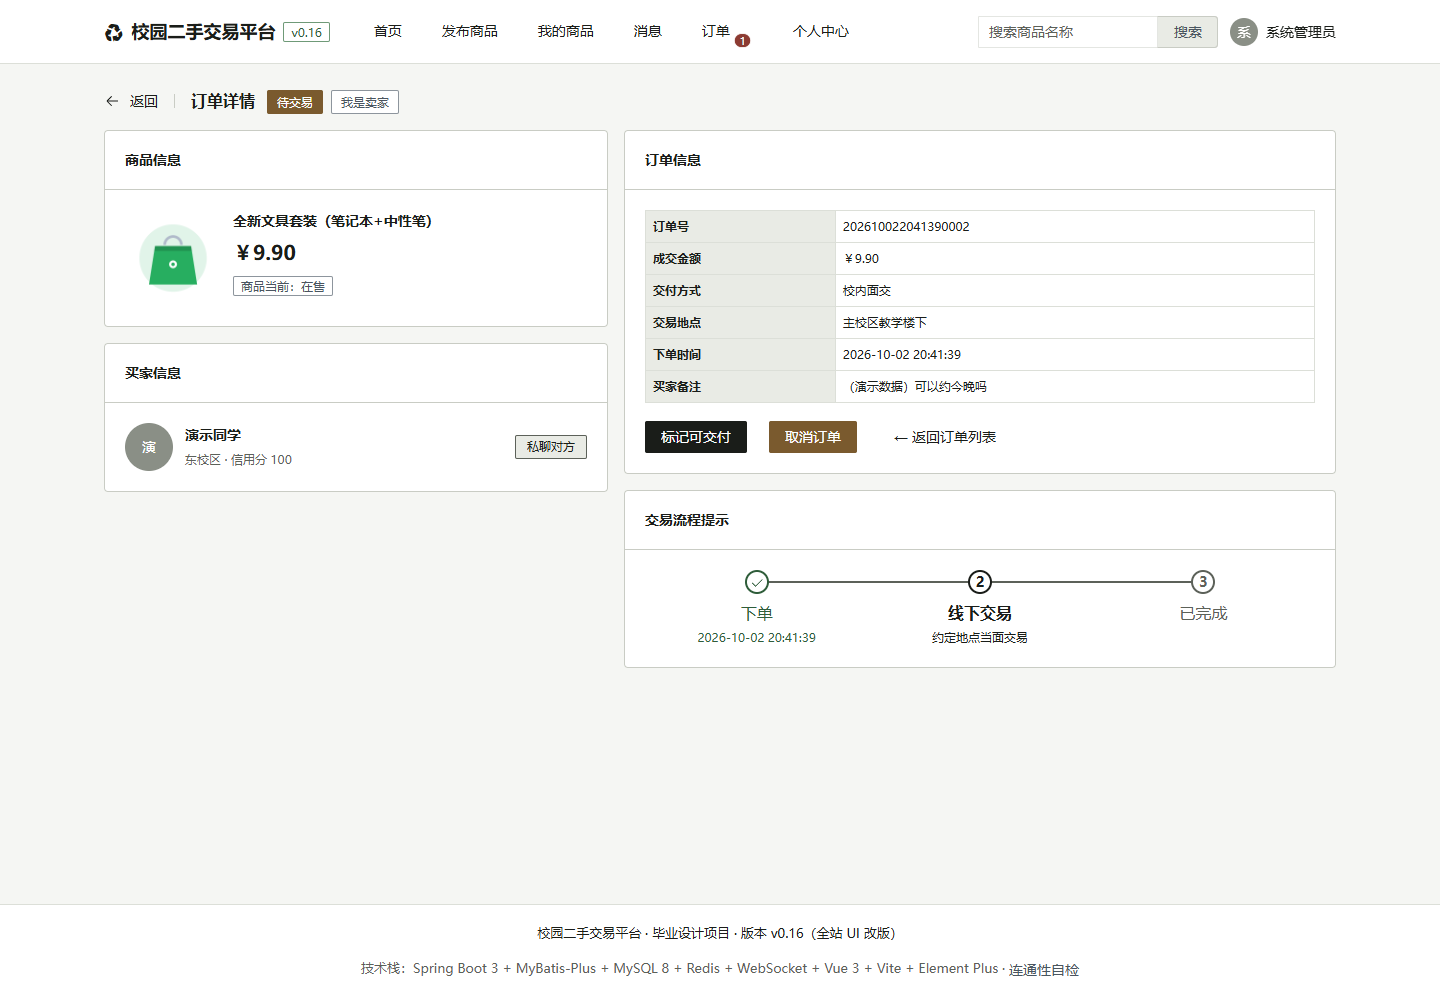 校园二手交易平台 v0.16 首页 发布商品 我的商品 消息 订单 1 个人中心 搜索商品名称 搜索 系 系统管理员
← 返回 订单详情 待交易 我是卖家
商品信息
全新文具套装（笔记本+中性笔）
￥9.90
商品当前：在售
买家信息
演
演示同学
东校区 · 信用分 100
私聊对方
订单信息
订单号 202610022041390002
成交金额 ￥9.90
交付方式 校内面交
交易地点 主校区教学楼下
下单时间 2026-10-02 20:41:39
买家备注 （演示数据）可以约今晚吗
标记可交付 取消订单 ← 返回订单列表
交易流程提示
2 3
下单 线下交易 已完成
2026-10-02 20:41:39 约定地点当面交易
校园二手交易平台 · 毕业设计项目 · 版本 v0.16（全站 UI 改版）
技术栈：Spring Boot 3 + MyBatis-Plus + MySQL 8 + Redis + WebSocket + Vue 3 + Vite + Element Plus · 连通性自检